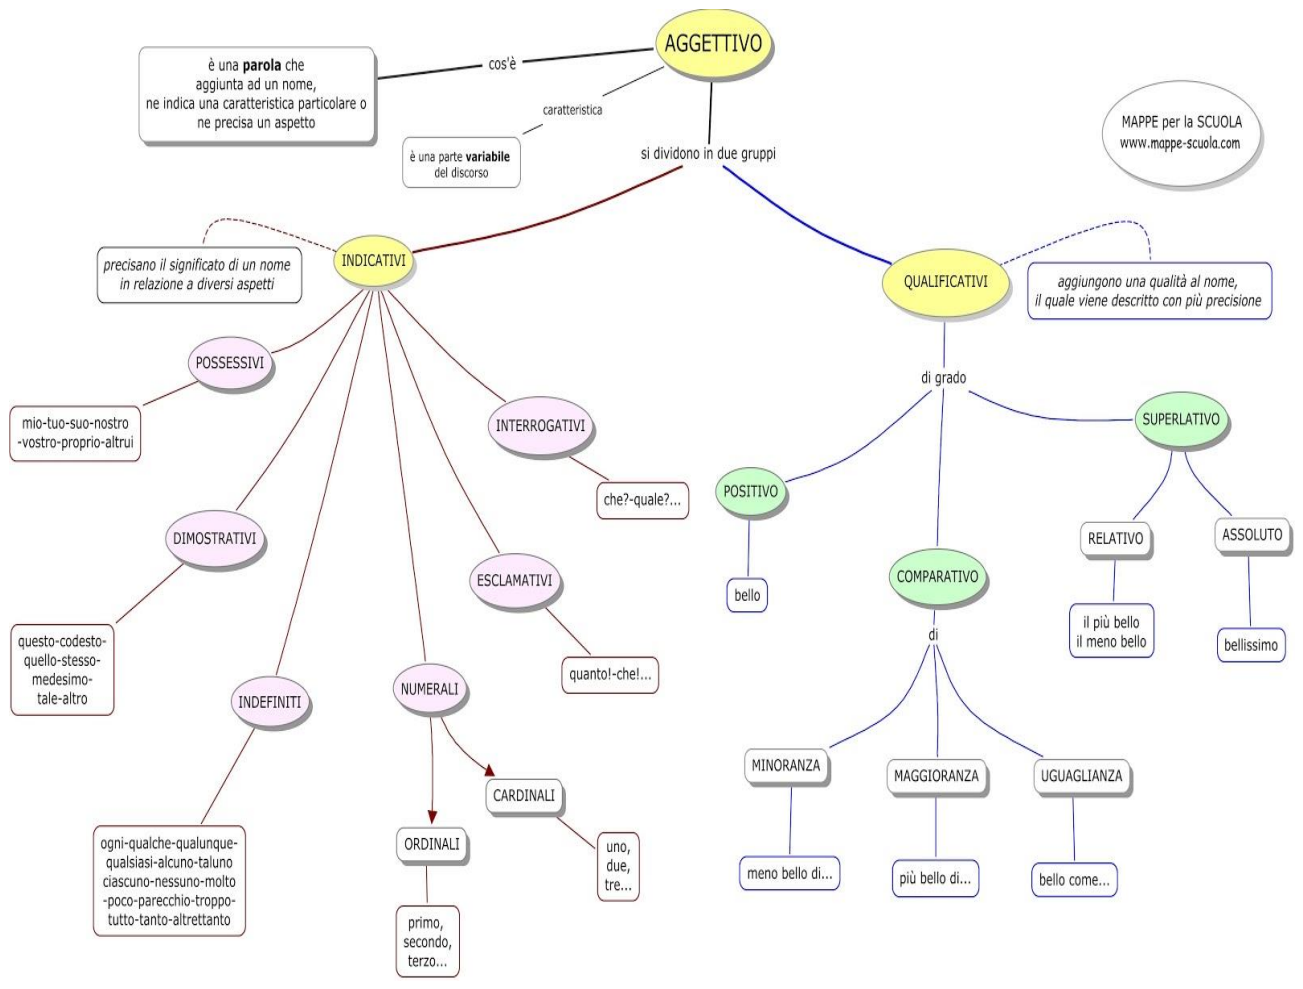 AGGETTIVO
cos'è
è una parola che
aggiunta ad un nome,
ne indica una caratteristica particolare o
ne precisa un aspetto
caratteristica
è una parte variabile
del discorso
si dividono in due gruppi
MAPPE per la SCUOLA
www.mappe-scuola.com
INDICATIVI
precisano il significato di un nome
in relazione a diversi aspetti
POSSESSIVI
mio-tuo-suo-nostro
-vostro-proprio-altrui
DIMOSTRATIVI
questo-codesto-
quello-stesso-
medesimo-
tale-altro
INDEFINITI
ogni-qualche-qualunque-
qualsiasi-alcuno-taluno
ciascuno-nessuno-molto
-poco-parecchio-troppo-
tutto-tanto-altrettanto
NUMERALI
ORDINALI
primo,
secondo,
terzo...
CARDINALI
uno,
due,
tre...
ESCLAMATIVI
quanto!-che!...
INTERROGATIVI
che?-quale?...
QUALIFICATIVI
aggiungono una qualità al nome,
il quale viene descritto con più precisione
di grado
POSITIVO
bello
COMPARATIVO
di
MINORANZA
meno bello di...
MAGGIORANZA
più bello di...
UGUAGLIANZA
bello come...
SUPERLATIVO
RELATIVO
il più bello
il meno bello
ASSOLUTO
bellissimo